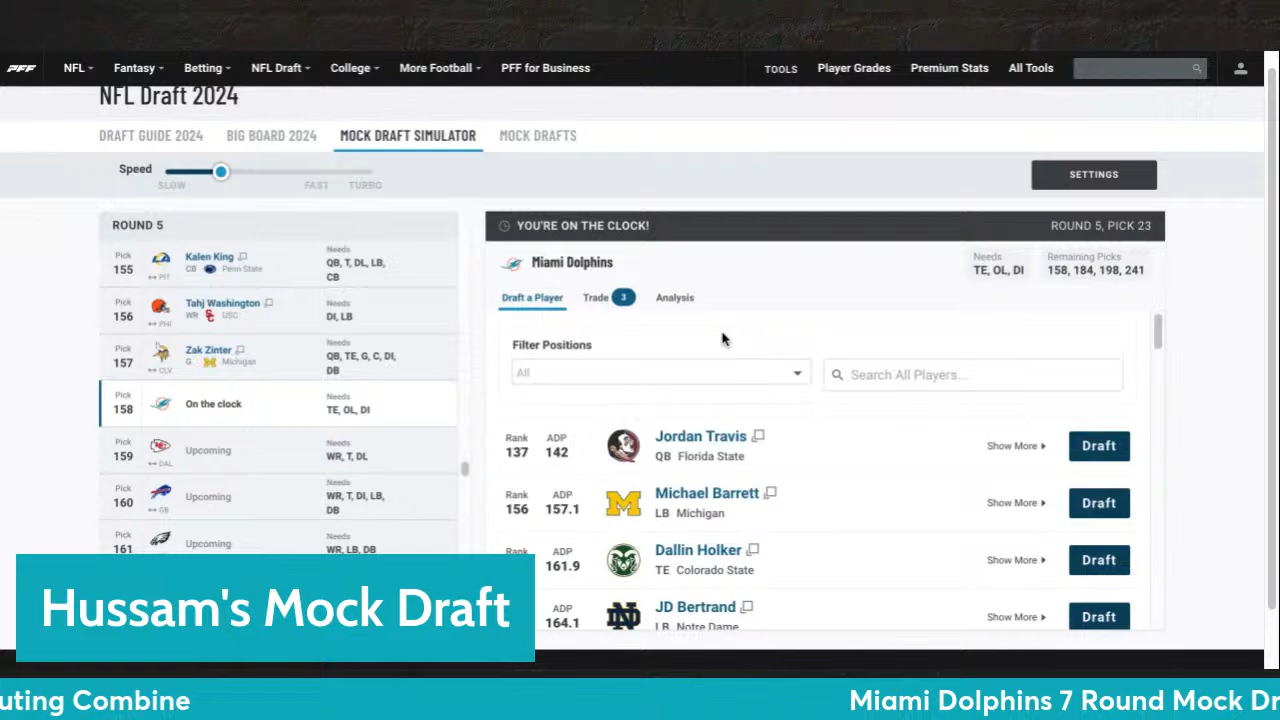 PFF NFL Fantasy Betting NFL Draft College More Football PFF for Business TOOLS Player Grades Premium Stats All Tools
NFL Draft 2024
DRAFT GUIDE 2024 BIG BOARD 2024 MOCK DRAFT SIMULATOR MOCK DRAFTS
Speed
SLOW FAST TURBO
SETTINGS
ROUND 5
Pick
155
PIT
Kalen King
CB Penn State
Needs
QB, T, DL, LB,
CB
Pick
156
PHI
Tahj Washington
WR USC
Needs
DI, LB
Pick
157
CLV
Zak Zinter
G Michigan
Needs
QB, TE, G, C, DI,
DB
Pick
158
On the clock
Needs
TE, OL, DI
Pick
159
DAL
Upcoming
Needs
WR, T, DL
Pick
160
GB
Upcoming
Needs
WR, T, DI, LB,
DB
Pick
161
Upcoming
Needs
WR, LB, DB
YOU'RE ON THE CLOCK!
ROUND 5, PICK 23
Miami Dolphins
Needs
TE, OL, DI
Remaining Picks
158, 184, 198, 241
Draft a Player Trade 3 Analysis
Filter Positions
All
Search All Players...
Rank
137
ADP
142
Jordan Travis
QB Florida State
Show More
Draft
Rank
156
ADP
157.1
Michael Barrett
LB Michigan
Show More
Draft
Rank
ADP
161.9
Dallin Holker
TE Colorado State
Show More
Draft
ADP
164.1
JD Bertrand
LB Notre Dame
Show More
Draft
Hussam's Mock Draft
uting Combine
Miami Dolphins 7 Round Mock Dr